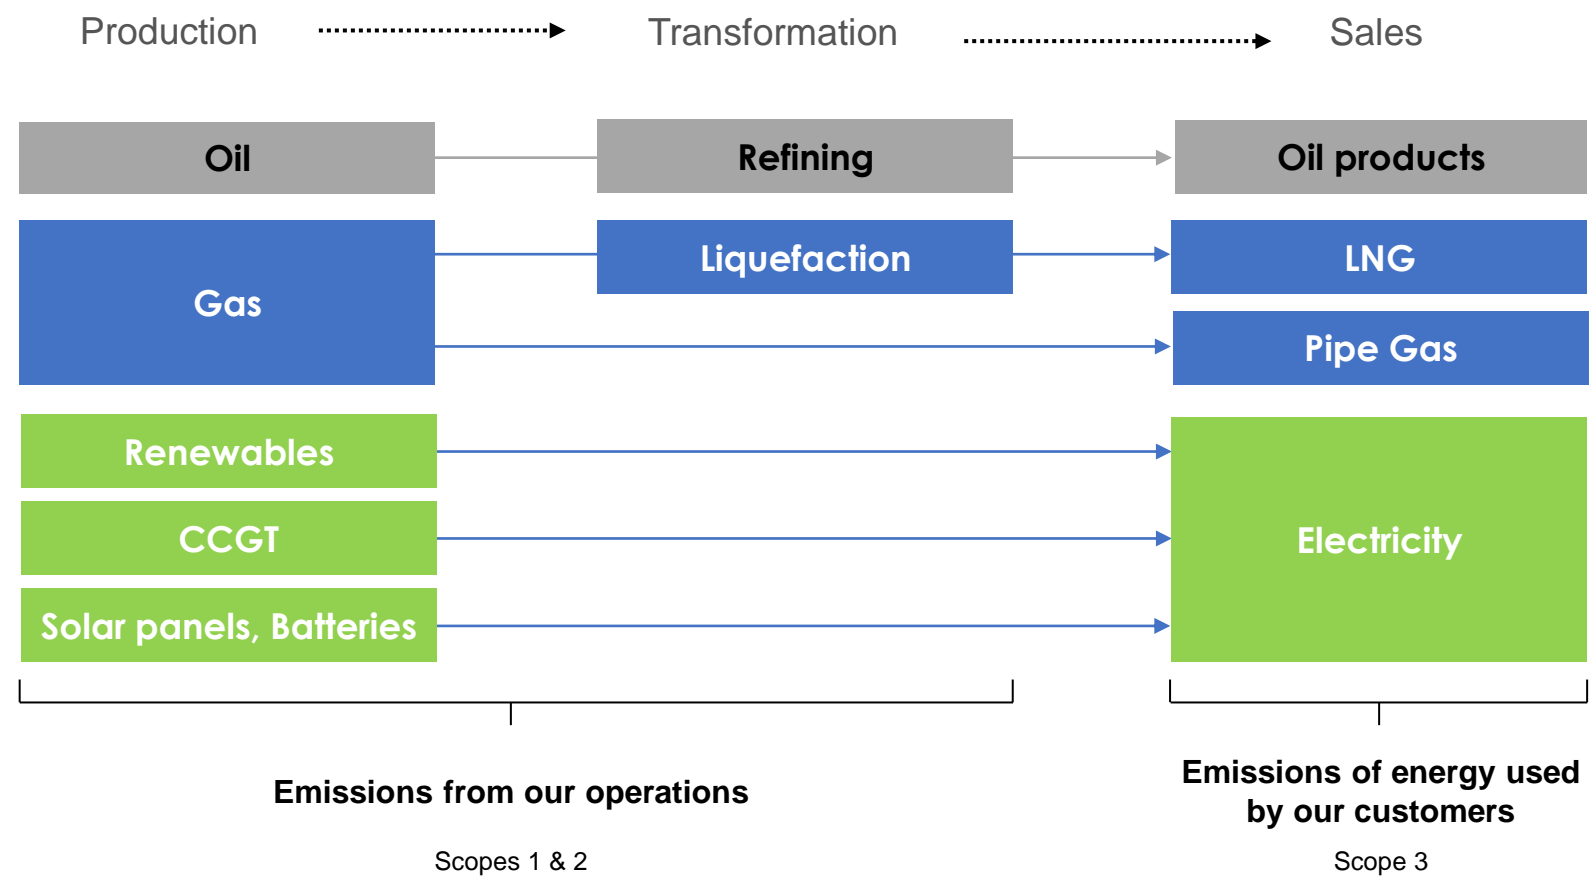 Production
Transformation
Sales
Oil
Refining
Oil products
Gas
Liquefaction
LNG
Pipe Gas
Renewables
CCGT
Solar panels, Batteries
Electricity
Emissions from our operations
Scopes 1 & 2
Emissions of energy used
by our customers
Scope 3